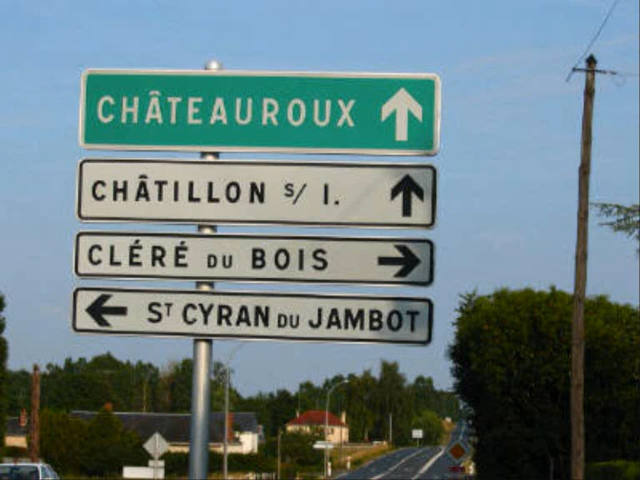 CHÂTEAUROUX
CHÂTILLON S/ I.
CLÉRÉ DU BOIS
ST CYRAN DU JAMBOT